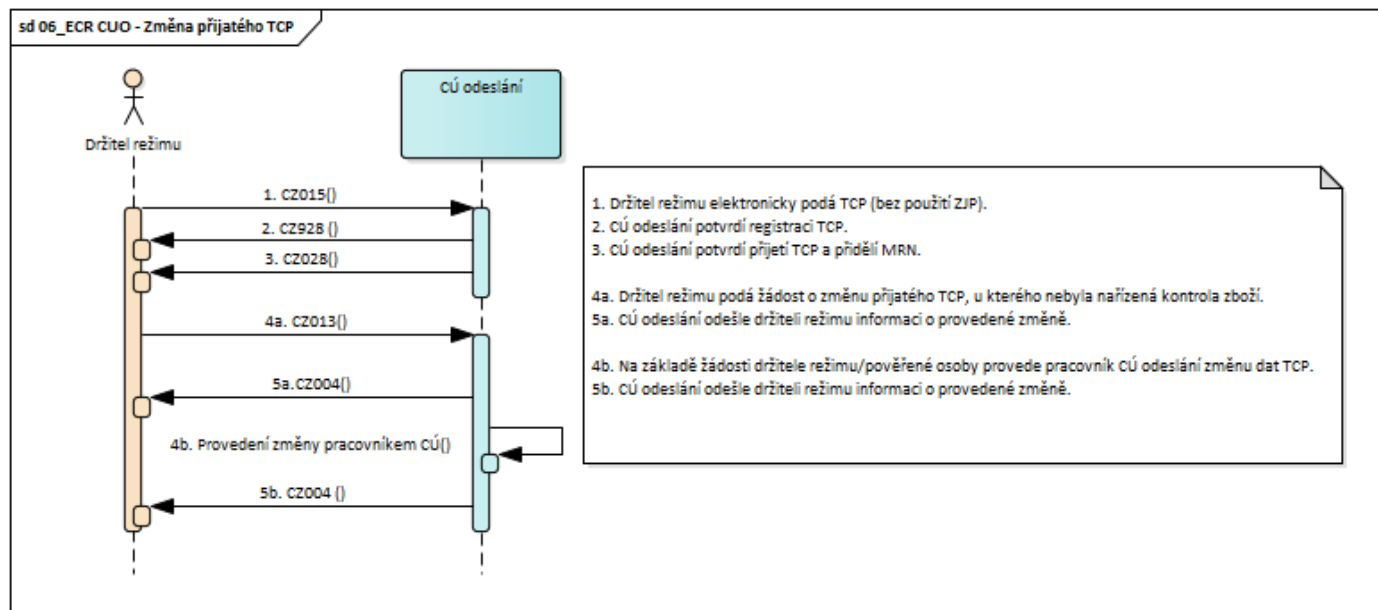 sd 06_ECR CUO - Změna přijatého TCP
CÚ odeslání
Držitel režimu
1. CZ015()
2. CZ928 ()
3. CZ028()
4a. CZ013()
5a.CZ004()
4b. Provedení změny pracovníkem CÚ()
5b. CZ004 ()
1. Držitel režimu elektronicky podá TCP (bez použití ZJP).
2. CÚ odeslání potvrdí registraci TCP.
3. CÚ odeslání potvrdí přijetí TCP a přidělí MRN.
4a. Držitel režimu podá žádost o změnu přijatého TCP, u kterého nebyla nařízená kontrola zboží.
5a. CÚ odeslání odešle držiteli režimu informaci o provedené změně.
4b. Na základě žádosti držitele režimu/pověřené osoby provede pracovník CÚ odeslání změnu dat TCP.
5b. CÚ odeslání odešle držiteli režimu informaci o provedené změně.